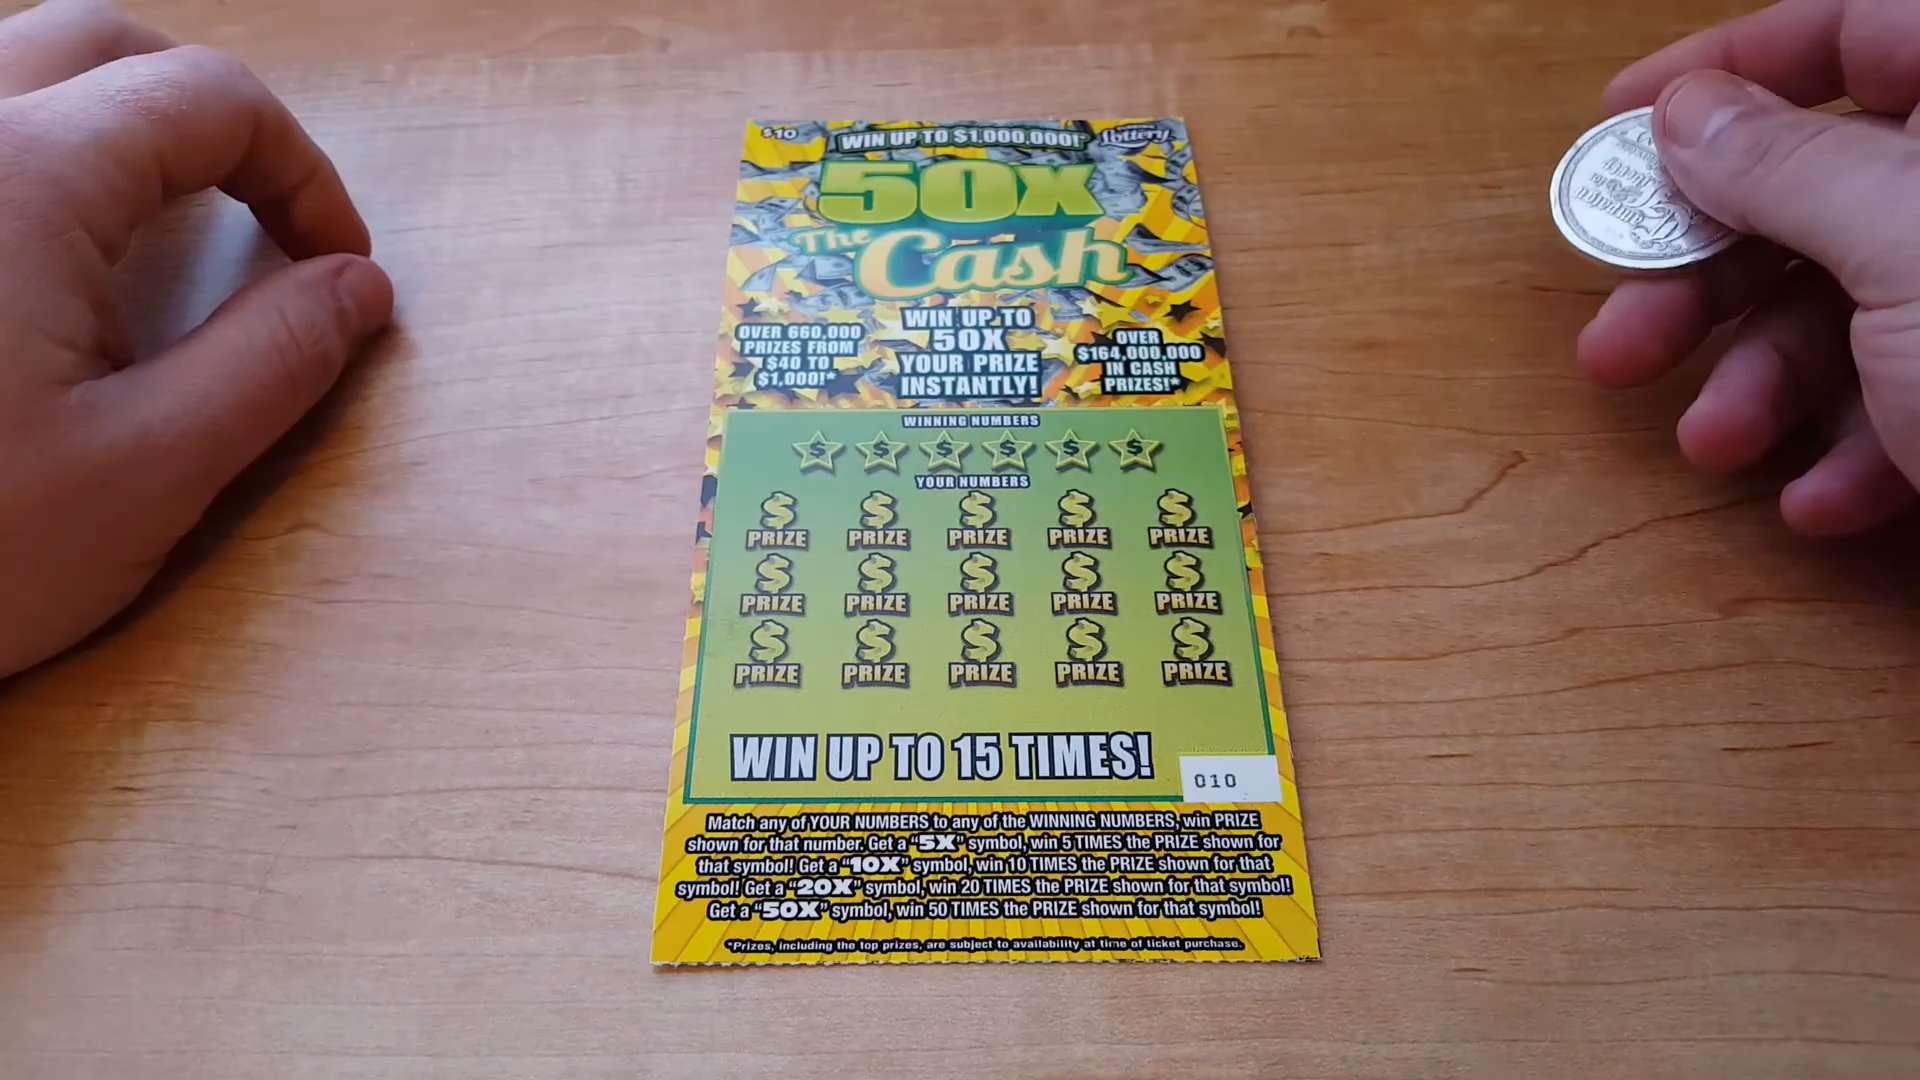 $10
WIN UP TO $1,000,000!*
Lottery
50X
The Cash
OVER 660,000
PRIZES FROM
$40 TO
$1,000!*
WIN UP TO
50X
YOUR PRIZE
INSTANTLY!
OVER
$164,000,000
IN CASH
PRIZES!*
WINNING NUMBERS
$ $ $ $ $ $
YOUR NUMBERS
$ $ $ $ $
PRIZE PRIZE PRIZE PRIZE PRIZE
$ $ $ $ $
PRIZE PRIZE PRIZE PRIZE PRIZE
$ $ $ $ $
PRIZE PRIZE PRIZE PRIZE PRIZE
WIN UP TO 15 TIMES!
010
Match any of YOUR NUMBERS to any of the WINNING NUMBERS, win PRIZE
shown for that number. Get a "5X" symbol, win 5 TIMES the PRIZE shown for
that symbol! Get a "10X" symbol, win 10 TIMES the PRIZE shown for that
symbol! Get a "20X" symbol, win 20 TIMES the PRIZE shown for that symbol!
Get a "50X" symbol, win 50 TIMES the PRIZE shown for that symbol!
*Prizes, including the top prizes, are subject to availability at time of ticket purchase.